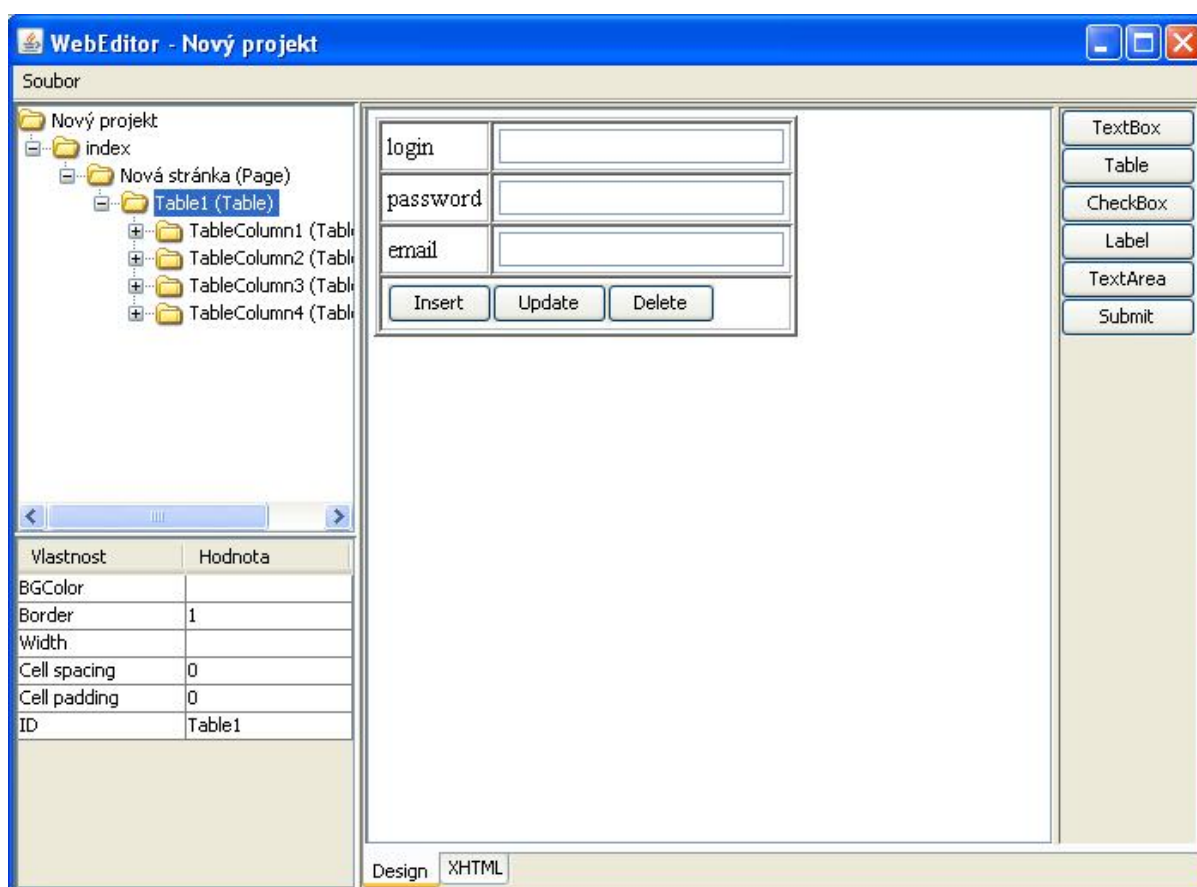 WebEditor - Nový projekt
Soubor
Nový projekt
index
Nová stránka (Page)
Table1 (Table)
TableColumn1 (Tabl
TableColumn2 (Tabl
TableColumn3 (Tabl
TableColumn4 (Tabl
Vlastnost Hodnota
BGColor
Border 1
Width
Cell spacing 0
Cell padding 0
ID Table1
login
password
email
Insert Update Delete
Design XHTML
TextBox
Table
CheckBox
Label
TextArea
Submit